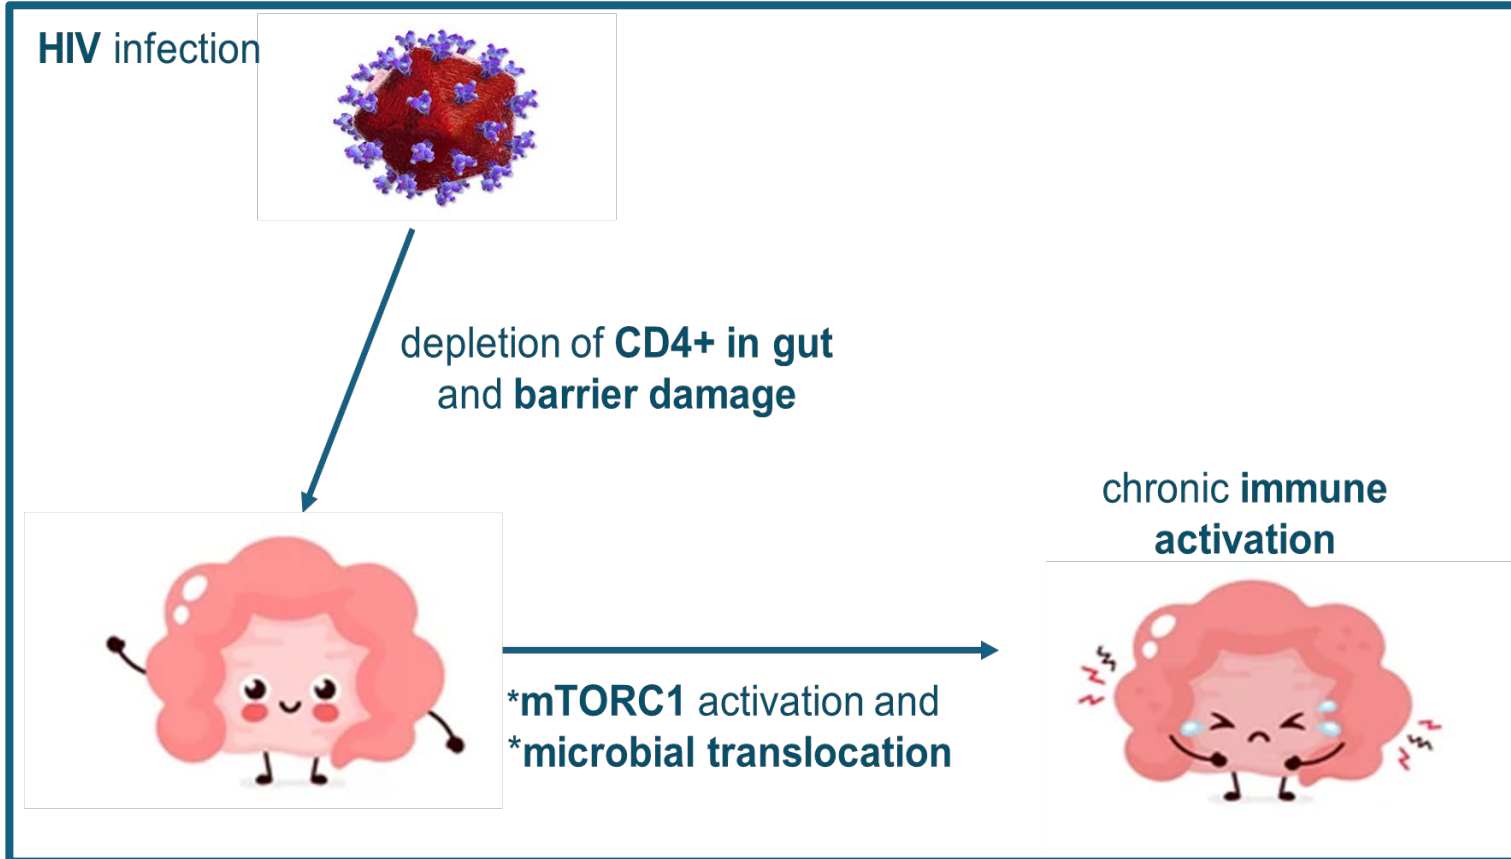 HIV infection
depletion of CD4+ in gut
and barrier damage
chronic immune
activation
*mTORC1 activation and
*microbial translocation